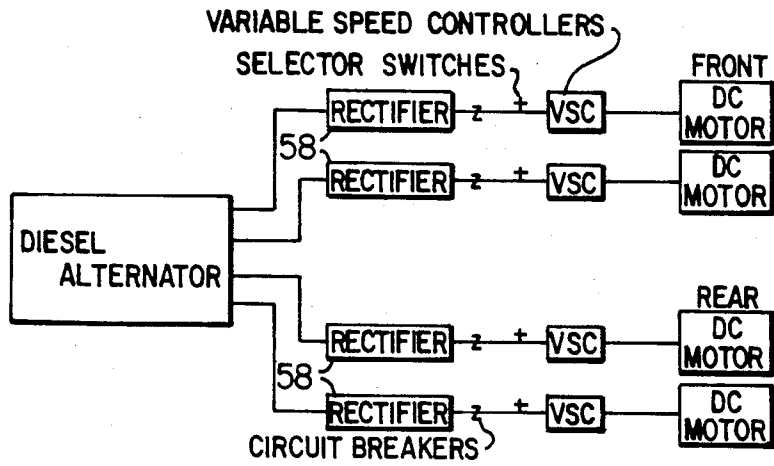 VARIABLE SPEED CONTROLLERS
SELECTOR SWITCHES
FRONT
RECTIFIER
VSC
DC
MOTOR
58
RECTIFIER
VSC
DC
MOTOR
DIESEL
ALTERNATOR
REAR
RECTIFIER
VSC
DC
MOTOR
58
RECTIFIER
VSC
DC
MOTOR
CIRCUIT BREAKERS